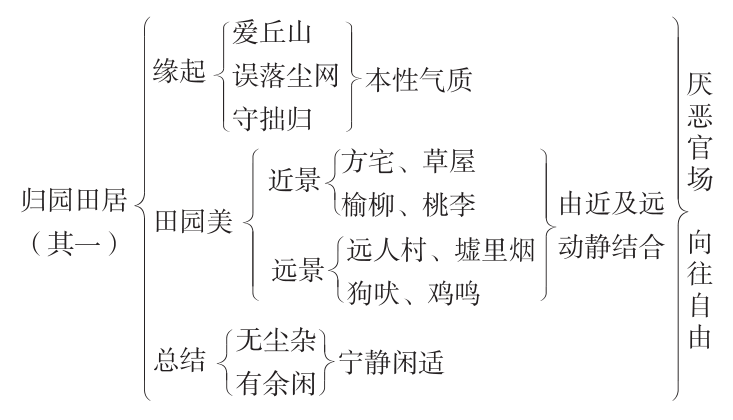 归园田居
（其一）
缘起
爱丘山
误落尘网
守拙归
本性气质
田园美
近景
方宅、草屋
榆柳、桃李
远景
远人村、墟里烟
狗吠、鸡鸣
由近及远
动静结合
总结
无尘杂
有余闲
宁静闲适
厌恶官场 向往自由